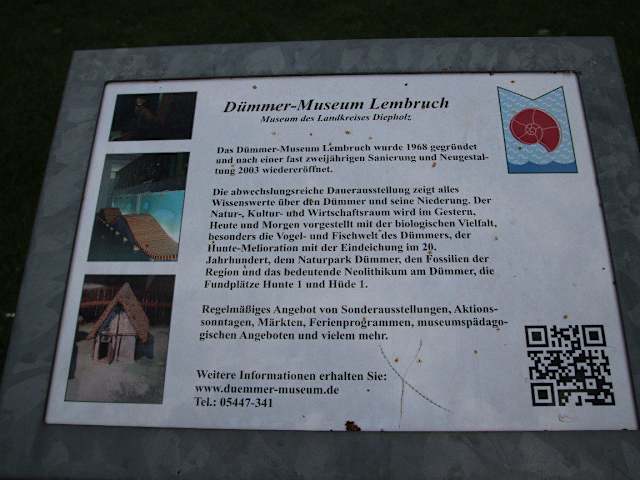 Dümmer-Museum Lembruch
Museum des Landkreises Diepholz
Das Dümmer-Museum Lembruch wurde 1968 gegründet
und nach einer fast zweijährigen Sanierung und Neugestal-
tung 2003 wiedereröffnet.
Die abwechslungsreiche Dauerausstellung zeigt alles
Wissenswerte über den Dümmer und seine Niederung. Der
Natur-, Kultur- und Wirtschaftsraum wird im Gestern,
Heute und Morgen vorgestellt mit der biologischen Vielfalt,
besonders die Vogel- und Fischwelt des Dümmers, der
Hunte-Melioration mit der Eindeichung im 20.
Jahrhundert, dem Naturpark Dümmer, den Fossilien der
Region und das bedeutende Neolithikum am Dümmer, die
Fundplätze Hunte 1 und Hüde 1.
Regelmäßiges Angebot von Sonderausstellungen, Aktions-
sonntagen, Märkten, Ferienprogrammen, museumspädago-
gischen Angeboten und vielem mehr.
Weitere Informationen erhalten Sie:
www.duemmer-museum.de
Tel.: 05447-341